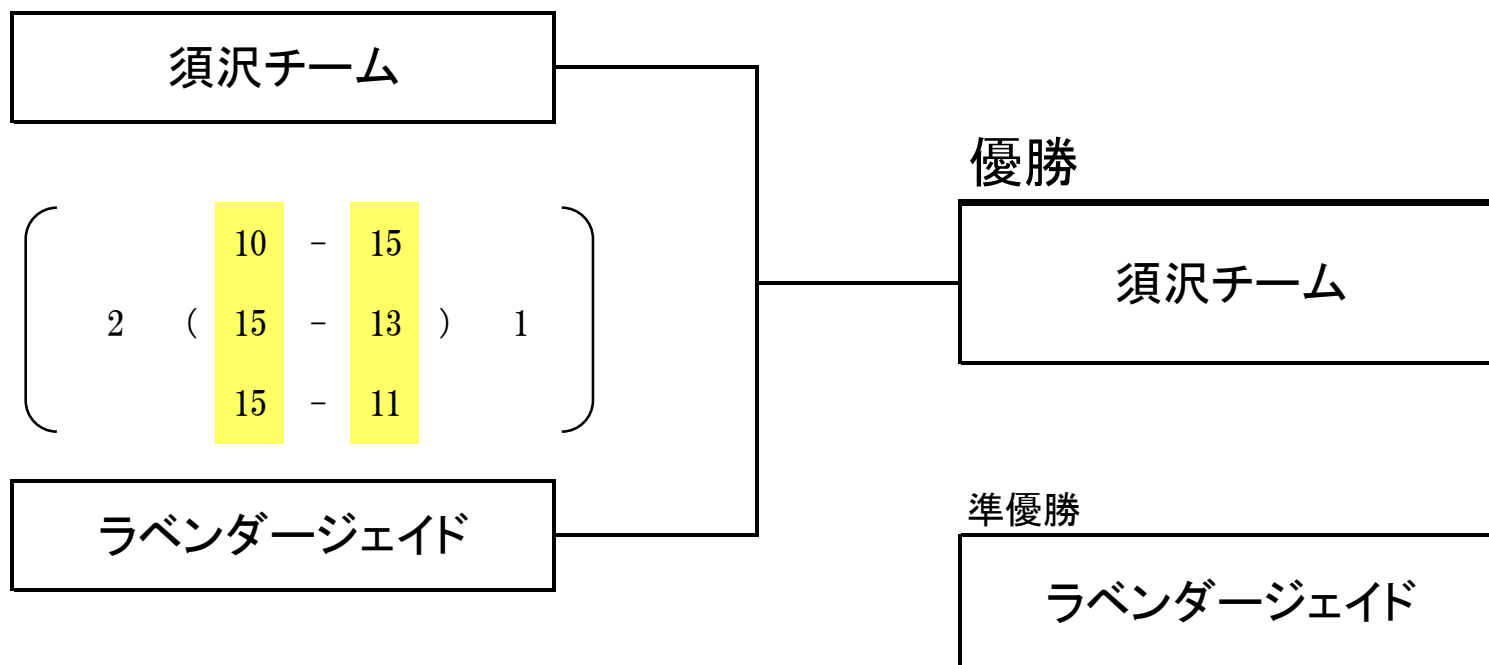 須沢チーム
優勝
須沢チーム
10 - 15
2 ( 15 - 13 ) 1
15 - 11
ラベンダージェイド
準優勝
ラベンダージェイド